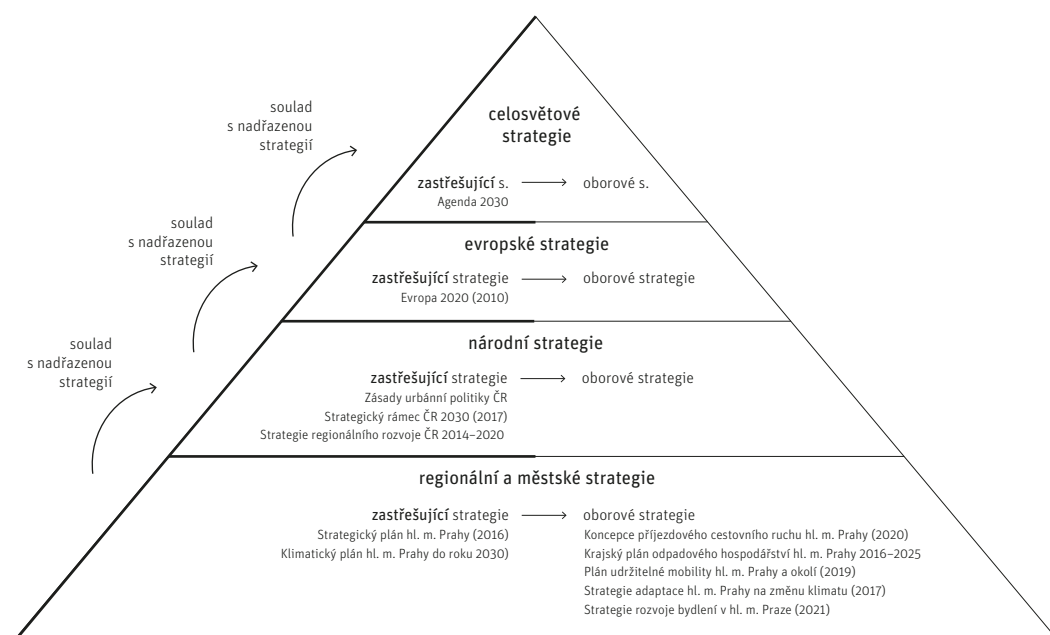 soulad
s nadřazenou
strategií
celosvětové
strategie
zastřešující s.
oborové s.
Agenda 2030
soulad
s nadřazenou
strategií
evropské strategie
zastřešující strategie
oborové strategie
Evropa 2020 (2010)
soulad
s nadřazenou
strategií
národní strategie
zastřešující strategie
oborové strategie
Zásady urbánní politiky ČR
Strategický rámec ČR 2030 (2017)
Strategie regionálního rozvoje ČR 2014–2020
regionální a městské strategie
zastřešující strategie
Strategický plán hl. m. Prahy (2016)
Klimatický plán hl. m. Prahy do roku 2030)
oborové strategie
Koncepce příjezdového cestovního ruchu hl. m. Prahy (2020)
Krajský plán odpadového hospodářství hl. m. Prahy 2016–2025
Plán udržitelné mobility hl. m. Prahy a okolí (2019)
Strategie adaptace hl. m. Prahy na změnu klimatu (2017)
Strategie rozvoje bydlení v hl. m. Praze (2021)